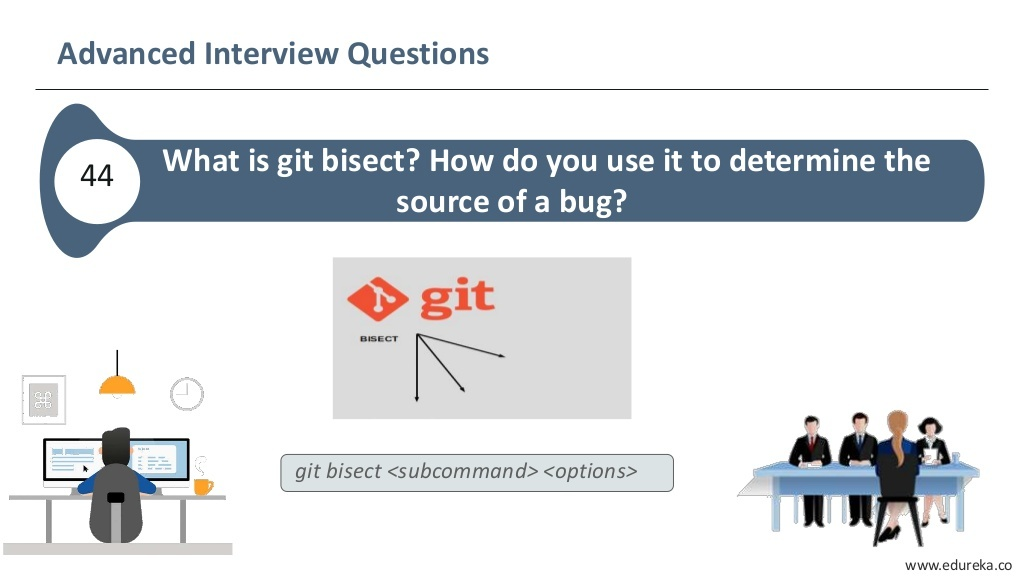 Advanced Interview Questions
44
What is git bisect? How do you use it to determine the
source of a bug?
git
BISECT
git bisect <subcommand> <options>
www.edureka.co